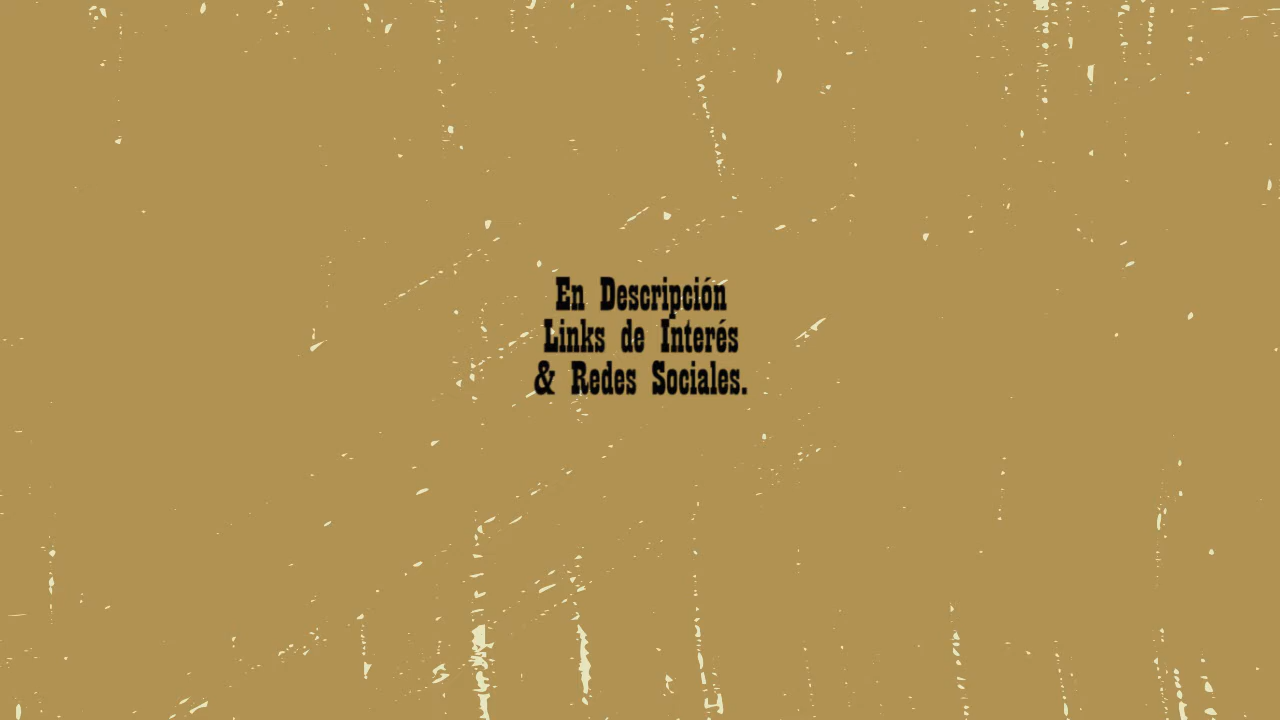 En Descripción
Links de Interés
& Redes Sociales.